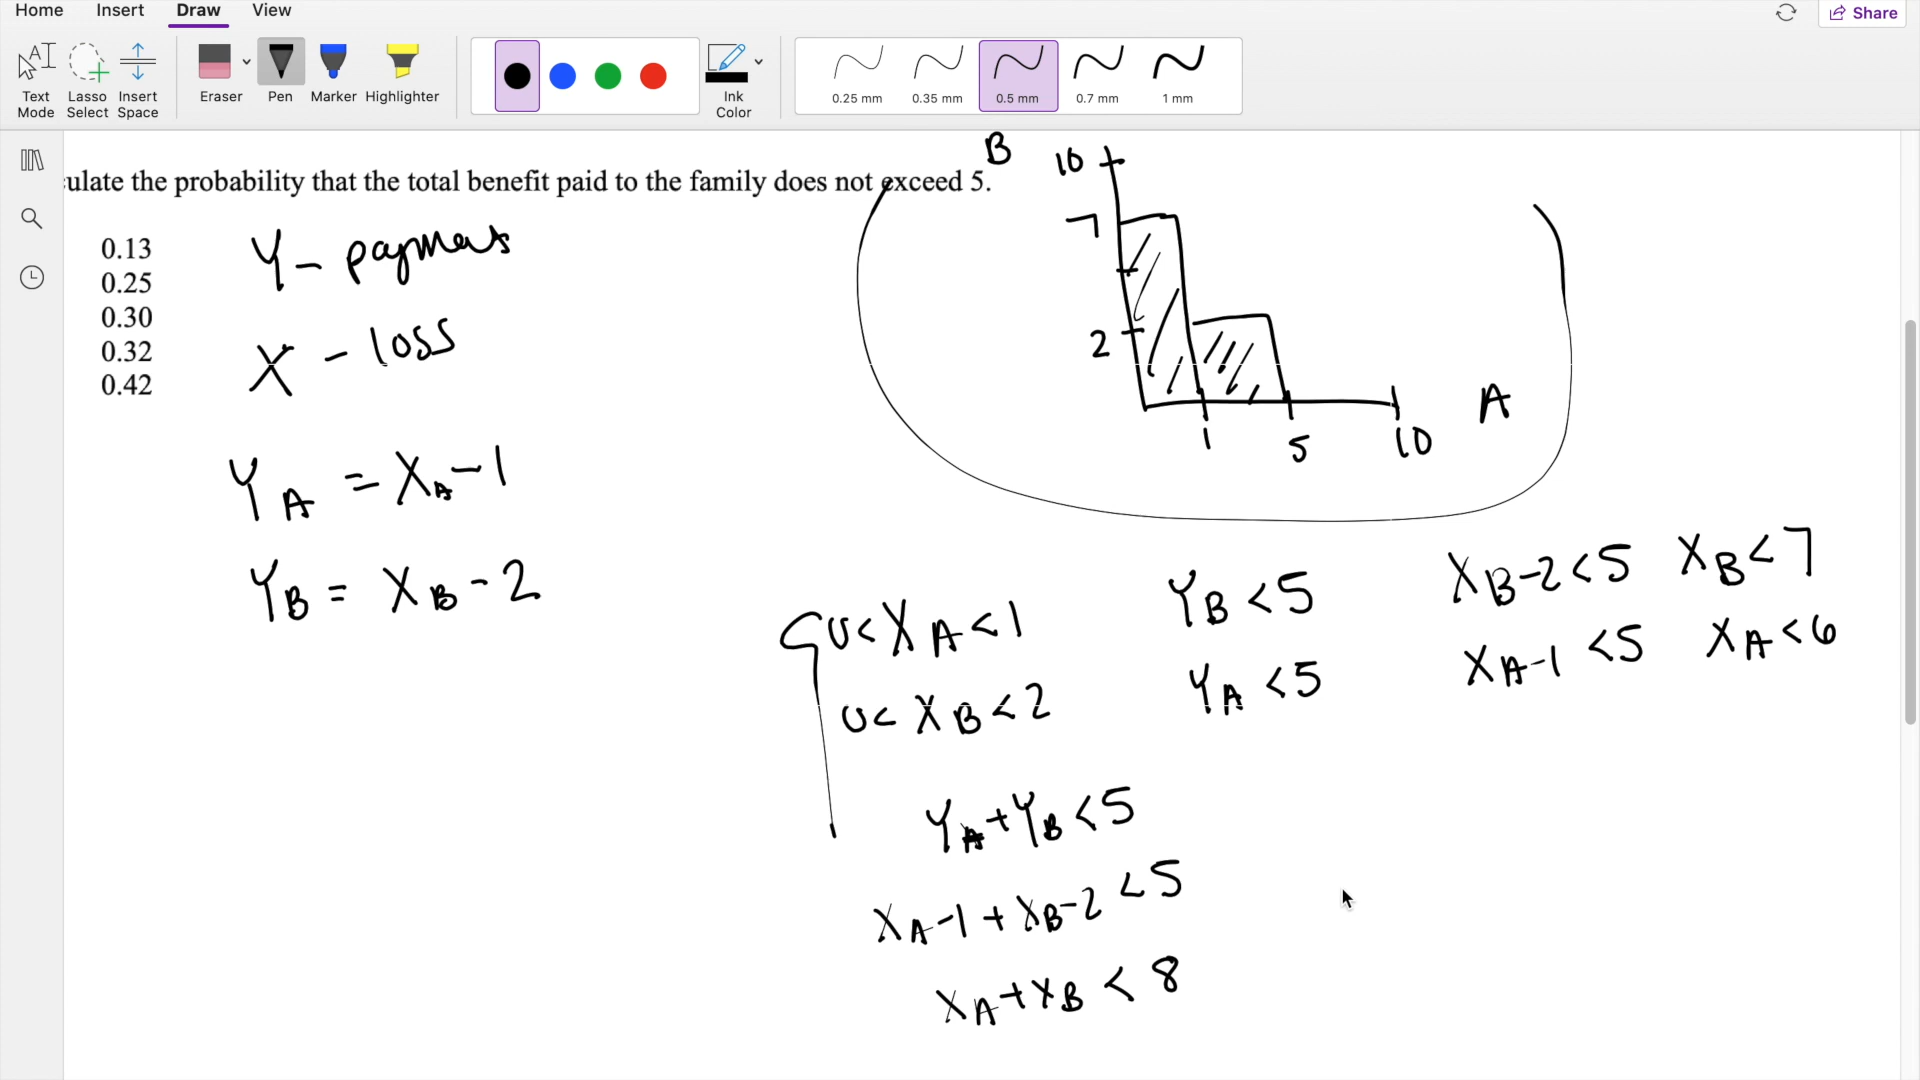 Home Insert Draw View
Share
Text Mode
Lasso Select
Insert Space
Eraser
Pen
Marker
Highlighter
Ink Color
0.25 mm
0.35 mm
0.5 mm
0.7 mm
1 mm
ulate the probability that the total benefit paid to the family does not exceed 5.
0.13
0.25
0.30
0.32
0.42
Y - payment
X - loss
Y_A = X_A - 1
Y_B = X_B - 2
B
10
7
2
1
5
10
A
0 < X_A < 1
0 < X_B < 2
Y_B < 5
Y_A < 5
X_B - 2 < 5 X_B < 7
X_A - 1 < 5 X_A < 6
Y_A + Y_B < 5
X_A - 1 + X_B - 2 < 5
X_A + X_B < 8